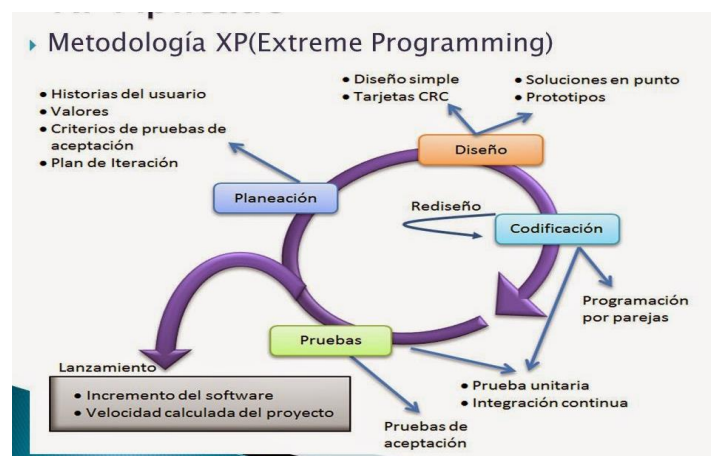 Metodología XP(Extreme Programming)
• Historias del usuario
• Valores
• Criterios de pruebas de
aceptación
• Plan de Iteración
• Diseño simple
• Tarjetas CRC
• Soluciones en punto
• Prototipos
Diseño
Planeación
Rediseño
Codificación
Programación
por parejas
Pruebas
• Prueba unitaria
• Integración continua
Pruebas de
aceptación
Lanzamiento
• Incremento del software
• Velocidad calculada del proyecto